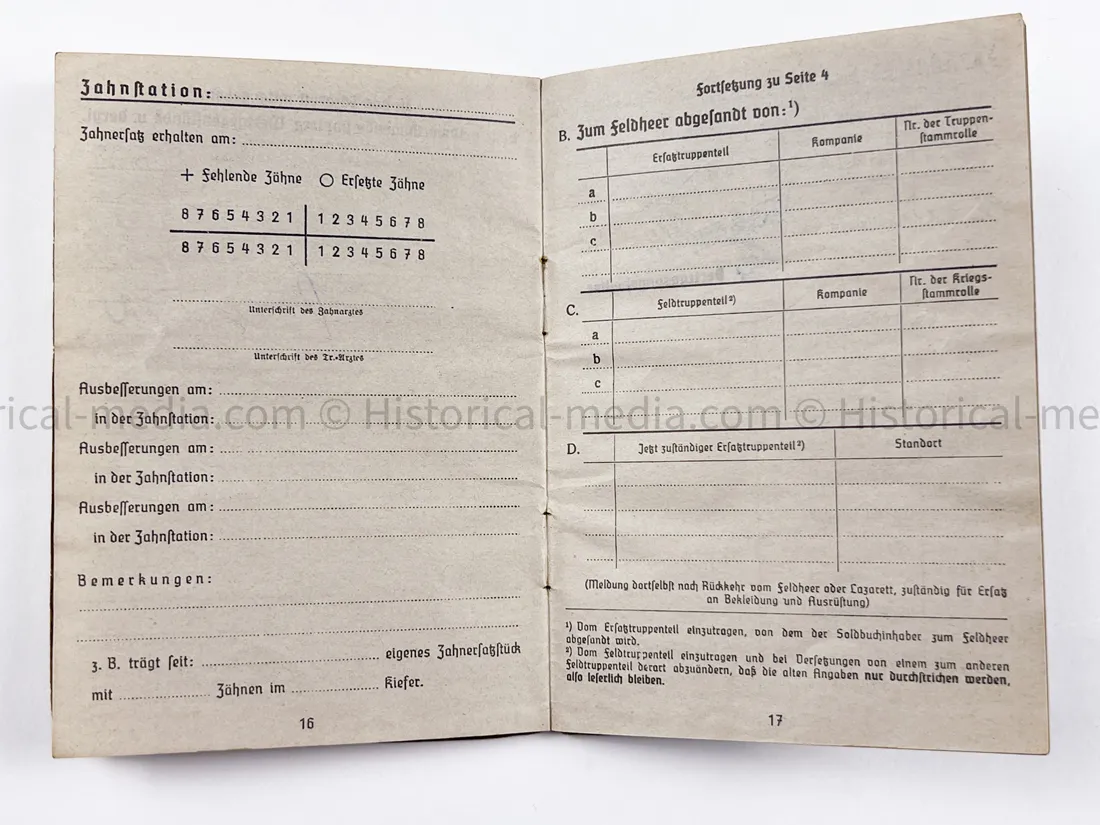 Zahnstation:
Zahnersatz erhalten am:
+ Fehlende Zähne ○ Ersetzte Zähne
8 7 6 5 4 3 2 1 | 1 2 3 4 5 6 7 8
8 7 6 5 4 3 2 1 | 1 2 3 4 5 6 7 8
Unterschrift des Zahnarztes
Unterschrift des Tr.-Arztes
Ausbesserungen am:
in der Zahnstation:
Ausbesserungen am:
in der Zahnstation:
Ausbesserungen am:
in der Zahnstation:
Bemerkungen:
z. B. trägt seit: eigenes Zahnersatzstück
mit Zähnen im Kiefer.
16
Fortsetzung zu Seite 4
B. Zum Feldheer abgesandt von:¹)
Ersatztruppenteil Kompanie Nr. der Truppen-
stammrolle
a
b
c
C. Feldtruppenteil²) Kompanie Nr. der Kriegs-
stammrolle
a
b
c
D. Jetzt zuständiger Ersatztruppenteil²) Standort
(Meldung dortselbst nach Rückkehr vom Feldheer oder Lazarett, zuständig für Ersatz
an Bekleidung und Ausrüstung)
¹) Vom Ersatztruppenteil einzutragen, von dem der Soldbuchinhaber zum Feldheer
abgesandt wird.
²) Vom Feldtruppenteil einzutragen und bei Versetzungen von einem zum anderen
Feldtruppenteil derart abzuändern, daß die alten Angaben nur durchstrichen werden,
also leserlich bleiben.
17
rical-media.com © Historical-media.com © Historical-me